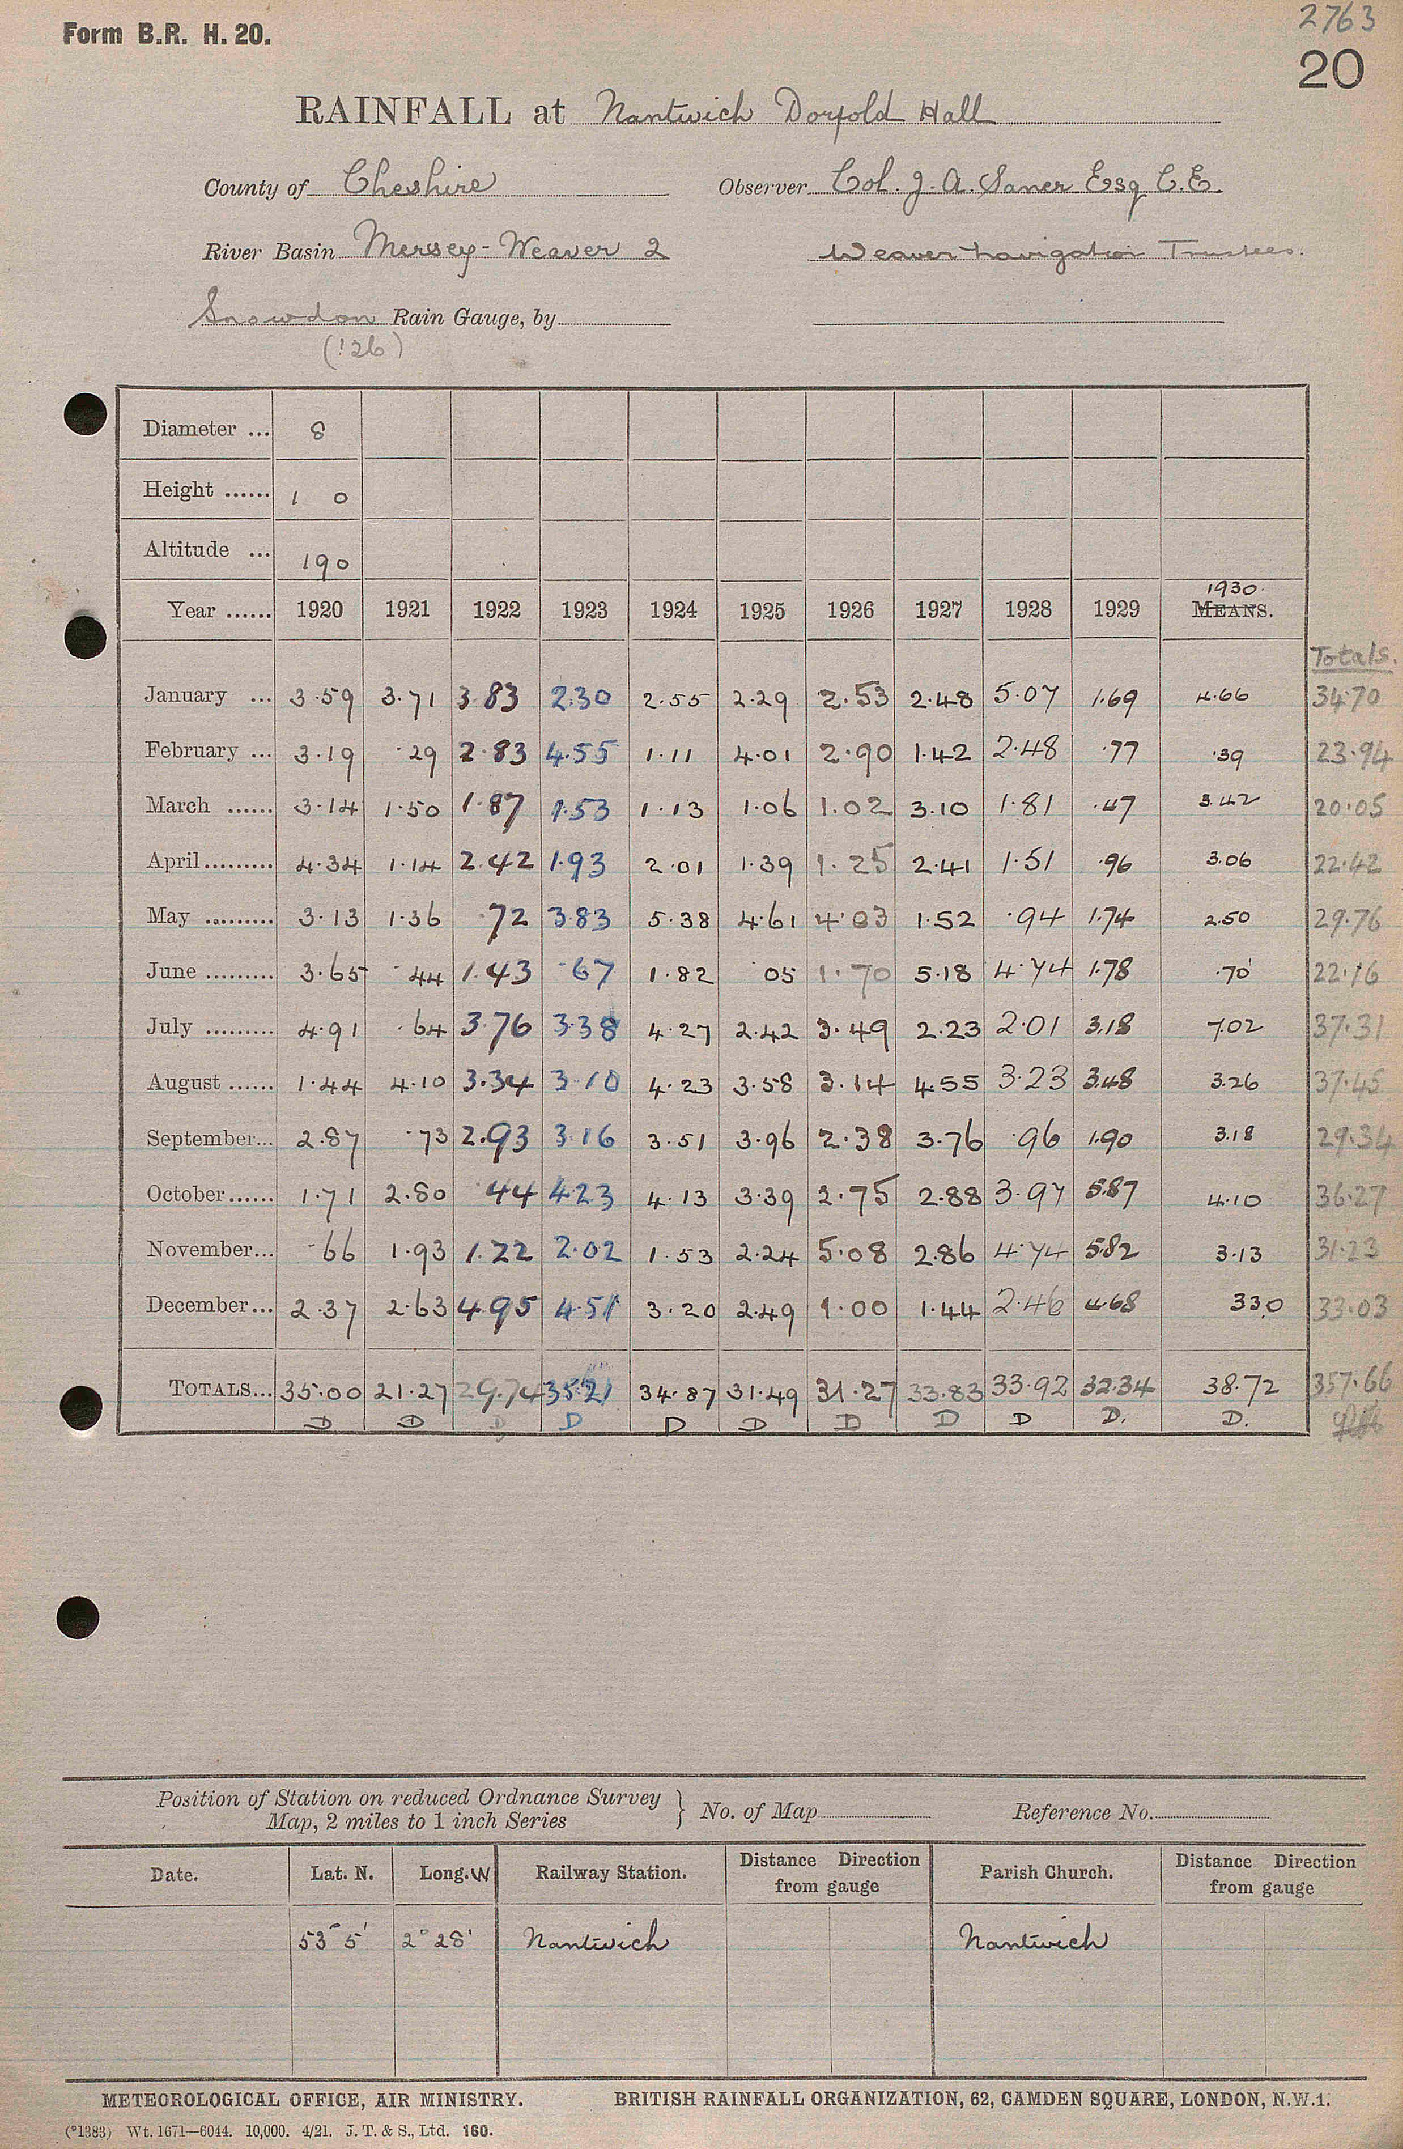 2763
Form B.R. H. 20.
20
RAINFALL at Nantwich Dorfold Hall
County of Cheshire Observer Col. J. A. Saner Esq C.E.
River Basin Mersey-Weaver 2 Weaver Navigation Trustees.
Snowdon Rain Gauge, by
(126)
Diameter ... 8
Height ...... 1 0
Altitude ... 190
1930.
Year ...... 1920 1921 1922 1923 1924 1925 1926 1927 1928 1929 MEANS.
Totals.
January ... 3.59 3.71 3.83 2.30 2.55 2.29 2.53 2.48 5.07 1.69 4.66 34.70
February ... 3.19 .29 2.83 4.55 1.11 4.01 2.90 1.42 2.48 .77 .39 23.94
March ...... 3.14 1.50 1.87 1.53 1.13 1.06 1.02 3.10 1.81 .47 3.42 20.05
April ......... 4.34 1.14 2.42 1.93 2.01 1.39 1.25 2.41 1.51 .96 3.06 22.42
May ......... 3.13 1.36 .72 3.83 5.38 4.61 4.03 1.52 .94 1.74 2.50 29.76
June ......... 3.65 .44 1.43 .67 1.82 .05 1.70 5.18 4.74 1.78 .70 22.16
July ......... 4.91 .64 3.76 3.38 4.27 2.42 3.49 2.23 2.01 3.18 7.02 37.31
August ...... 1.44 4.10 3.34 3.10 4.23 3.58 3.14 4.55 3.23 3.48 3.26 37.45
September... 2.87 .73 2.93 3.16 3.51 3.96 2.38 3.76 .96 1.90 3.18 29.34
October...... 1.71 2.80 .44 4.23 4.13 3.39 2.75 2.88 3.97 5.87 4.10 36.27
November... .66 1.93 1.22 2.02 1.53 2.24 5.08 2.86 4.74 5.82 3.13 31.23
December... 2.37 2.63 4.95 4.51 3.20 2.49 1.00 1.44 2.46 4.68 3.30 33.03
TOTALS... 35.00 21.27 29.74 35.21 34.87 31.49 31.27 33.83 33.92 32.34 38.72 357.66
D D D D D D D D D D. D.
Position of Station on reduced Ordnance Survey
Map, 2 miles to 1 inch Series } No. of Map Reference No.
Date. Lat. N. Long. W Railway Station. Distance Direction from gauge Parish Church. Distance Direction from gauge
53° 5' 2° 28' Nantwich Nantwich
METEOROLOGICAL OFFICE, AIR MINISTRY. BRITISH RAINFALL ORGANIZATION, 62, CAMDEN SQUARE, LONDON, N.W.1.
(*1383) Wt. 1671—6044. 10,000. 4/21. J. T. & S., Ltd. 160.